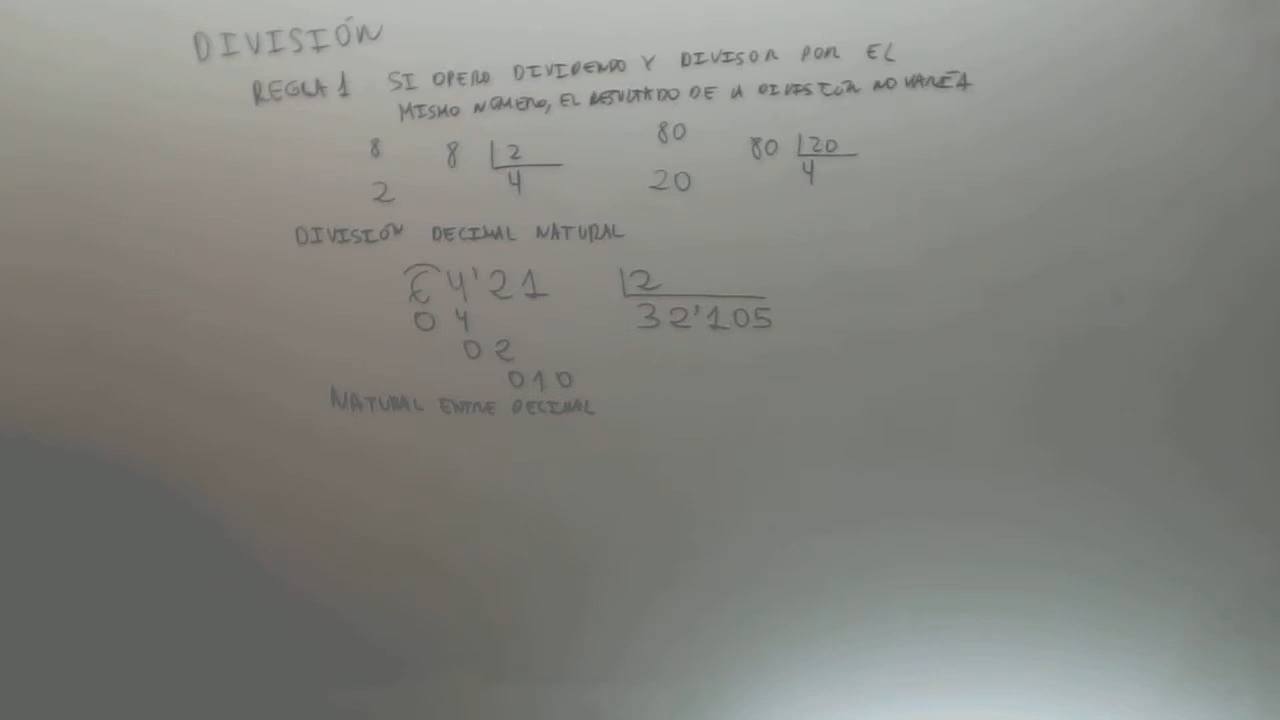 DIVISIÓN
REGLA 1 SI OPERO DIVIDENDO Y DIVISOR POR EL
MISMO NÚMERO, EL RESULTADO DE LA DIVISIÓN NO VARÍA
8 8 2 80 80 20
2 4 20 4
DIVISIÓN DECIMAL NATURAL
64'21 2
04 32'105
02
010
NATURAL ENTRE DECIMAL